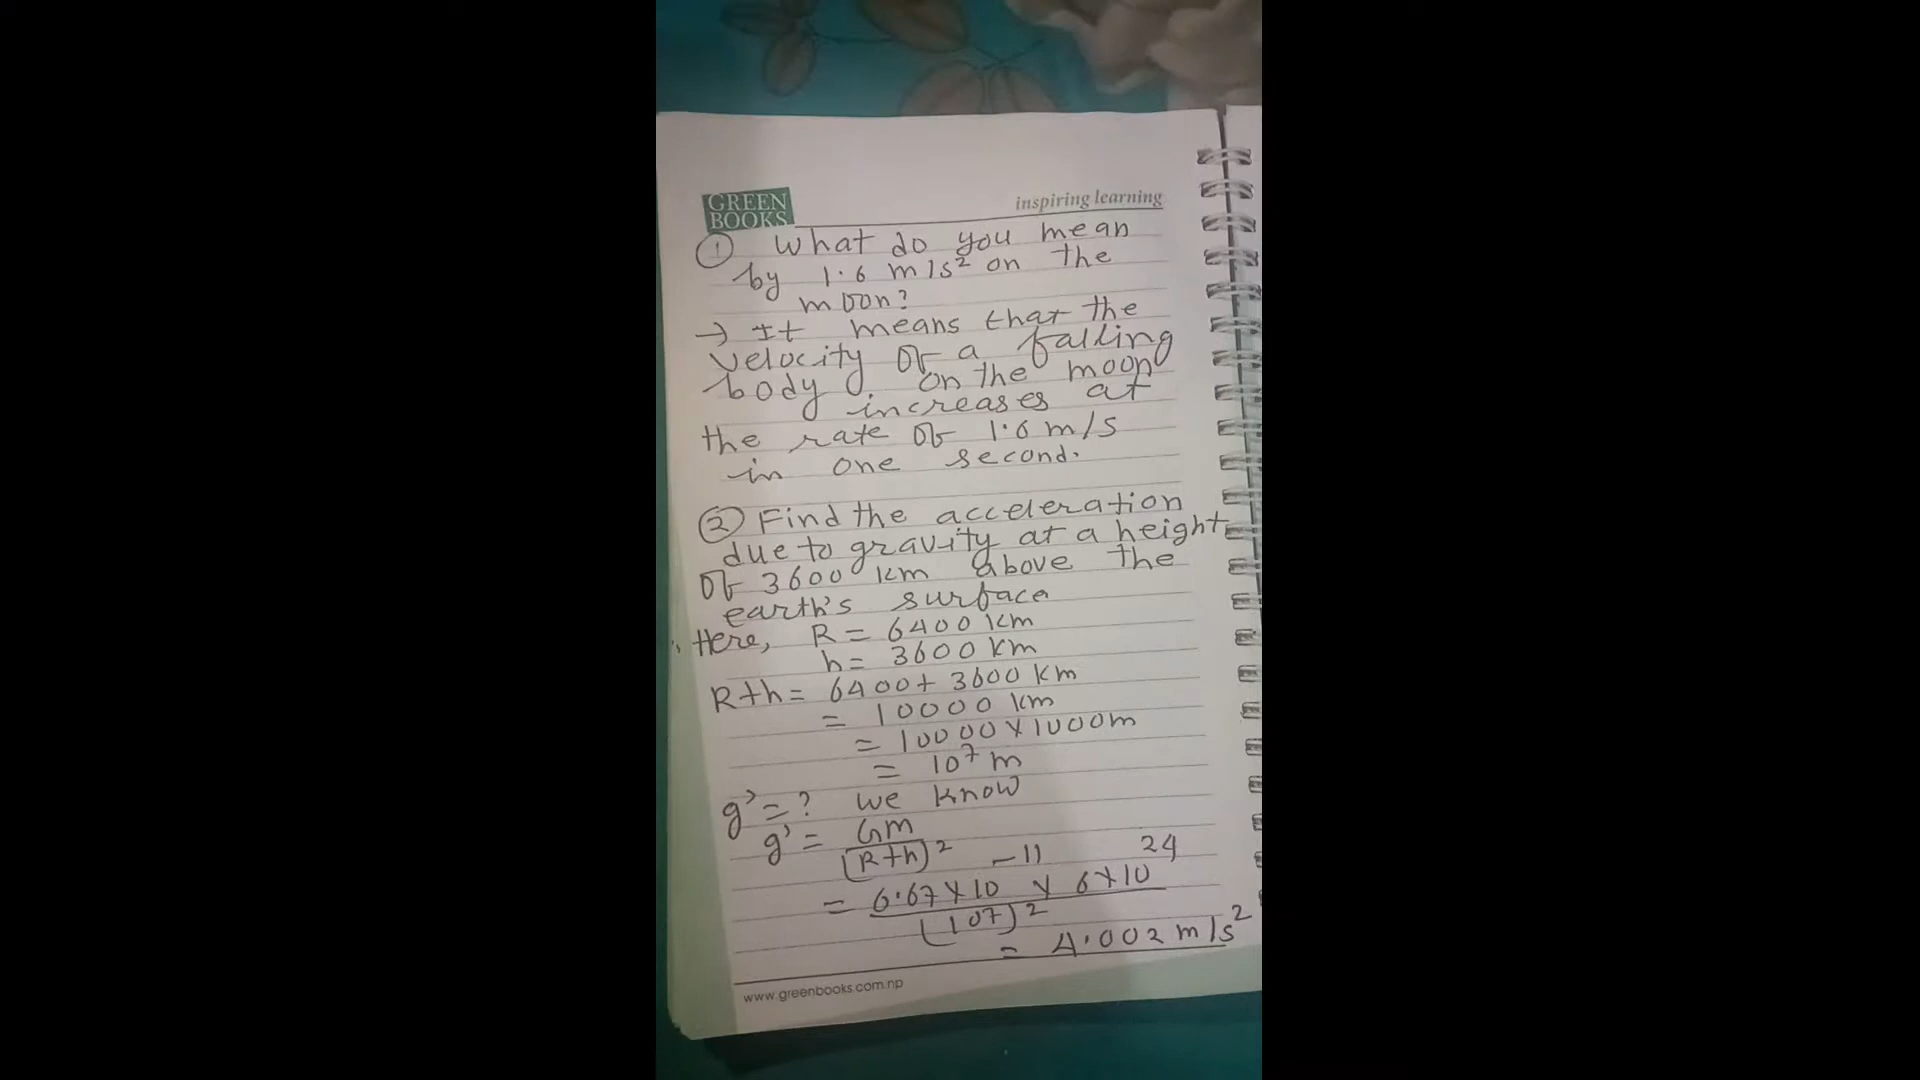 GREEN
BOOKS
inspiring learning
① What do you mean
by 1.6 m/s² on the
moon?
→ It means that the
velocity of a falling
body on the moon
increases at
the rate of 1.6 m/s
in one second.
② Find the acceleration
due to gravity at a height
of 3600 km above the
earth's surface
Here, R = 6400 km
h = 3600 km
R+h = 6400 + 3600 km
= 10000 km
= 10000 × 1000m
= 10⁷ m
g' = ? we know
g' = Gm
(R+h)²
= 6.67 × 10⁻¹¹ × 6×10²⁴
(107)²
= 4.002 m/s²
www.greenbooks.com.np